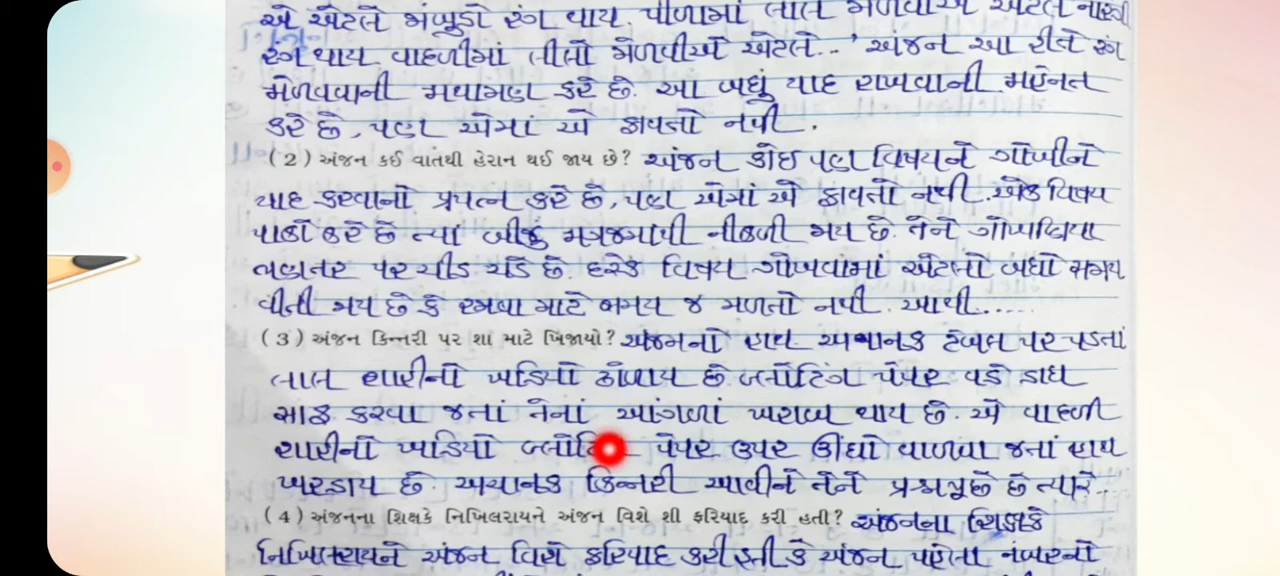 એ એટલે જાંબુડો રંગ થાય. પીળામાં લાલ મેળવીએ એટલે નારંગી
રંગ થાય વાદળીમાં લીલો મેળવીએ એટલે...' અંજન આ રીતે રંગ
મેળવવાની મથામણ કરે છે. આ બધું યાદ રાખવાની મહેનત
કરે છે, પણ એમાં એ ફાવતો નથી.
(2) અંજન કઈ વાતથી હેરાન થઈ જાય છે? અંજન કોઈ પણ વિષયને ગોખીને
યાદ કરવાનો પ્રયત્ન કરે છે, પણ એમાં એ ફાવતો નથી. એક વિષય
પાકો કરે છે ત્યાં બીજું મગજમાંથી નીકળી જાય છે. તેને ગોખણિયા
ભણતર પર ચીડ ચડે છે. દરેક વિષય ગોખવામાં એટલો બધો સમય
વીતી જાય છે કે રમવા માટે સમય જ મળતો નથી. આથી......
(3) અંજન કિન્નરી પર શા માટે ખિજાયો? અંજનનો હાથ અચાનક ટેબલ પર પડતાં
લાલ શાહીનો ખડિયો ઢોળાય છે. બ્લોટિંગ પેપર વડે ડાઘ
સાફ કરવા જતાં તેનાં આંગળાં ખરાબ થાય છે. એ વાદળી
શાહીનો ખડિયો પેપર ઉપર ઊંધો વાળવા જતાં હાથ
ખરડાય છે. અચાનક કિન્નરી આવીને તેને પ્રશ્ન પૂછે છે ત્યારે..
(4) અંજનના શિક્ષકે નિખિલરાયને અંજન વિશે શી ફરિયાદ કરી હતી? અંજનના શિક્ષકે
નિખિલરાયને અંજન વિશે ફરિયાદ કરી હતી કે અંજન પહેલા નંબરનો